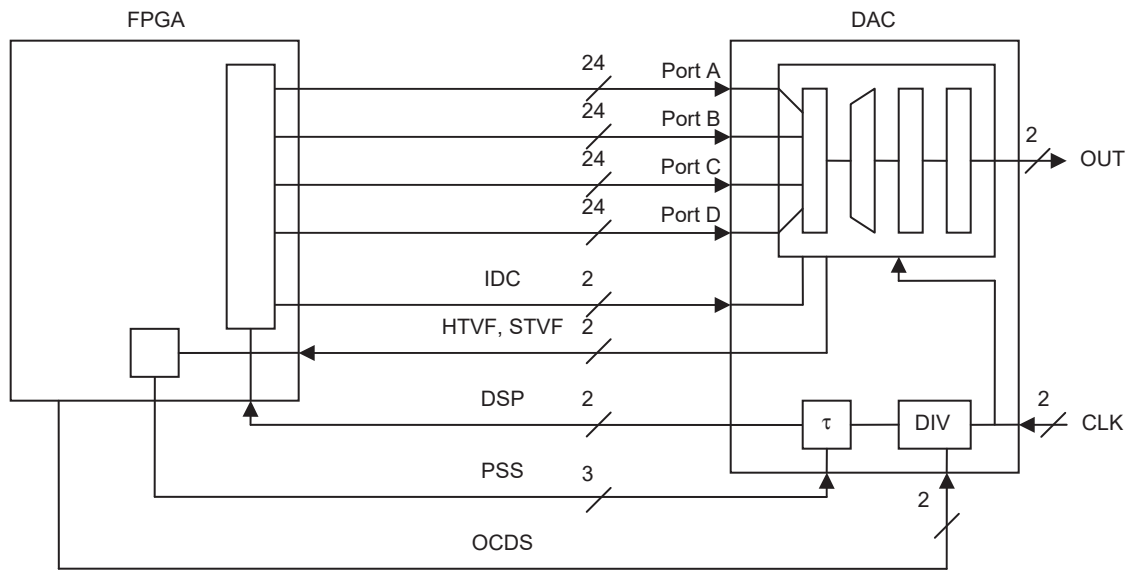 FPGA
DAC
24
Port A
24
Port B
2
OUT
24
Port C
24
Port D
IDC
2
HTVF, STVF
2
DSP
2
τ
DIV
2
CLK
PSS
3
2
OCDS